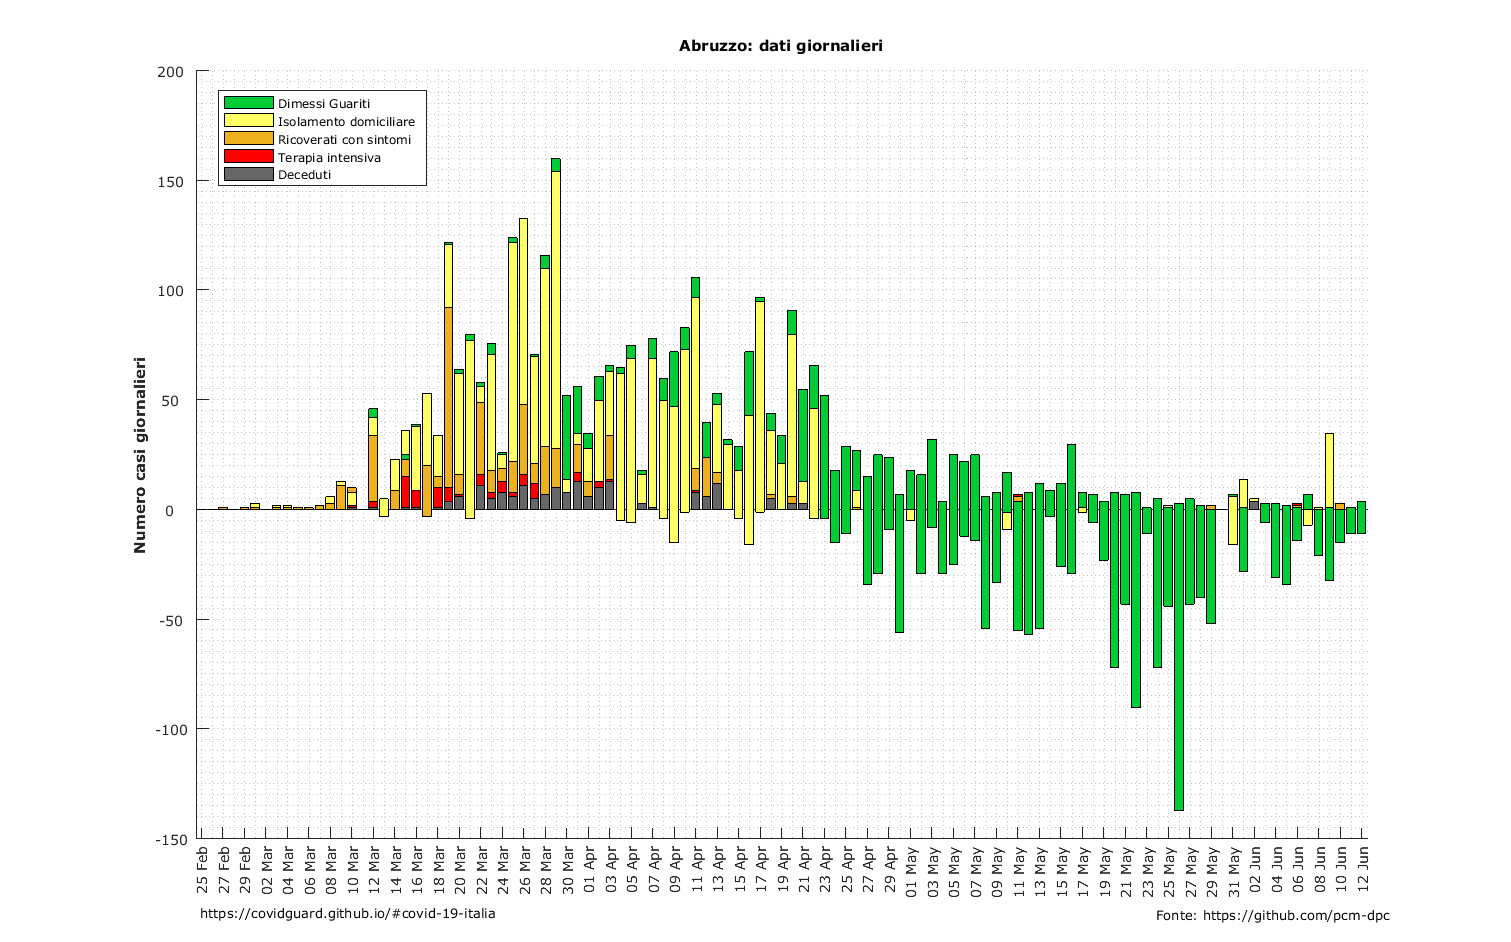 Abruzzo: dati giornalieri
200
150
100
50
0
-50
-100
-150
Numero casi giornalieri
Dimessi Guariti
Isolamento domiciliare
Ricoverati con sintomi
Terapia intensiva
Deceduti
25 Feb
27 Feb
29 Feb
02 Mar
04 Mar
06 Mar
08 Mar
10 Mar
12 Mar
14 Mar
16 Mar
18 Mar
20 Mar
22 Mar
24 Mar
26 Mar
28 Mar
30 Mar
01 Apr
03 Apr
05 Apr
07 Apr
09 Apr
11 Apr
13 Apr
15 Apr
17 Apr
19 Apr
21 Apr
23 Apr
25 Apr
27 Apr
29 Apr
01 May
03 May
05 May
07 May
09 May
11 May
13 May
15 May
17 May
19 May
21 May
23 May
25 May
27 May
29 May
31 May
02 Jun
04 Jun
06 Jun
08 Jun
10 Jun
12 Jun
https://covidguard.github.io/#covid-19-italia
Fonte: https://github.com/pcm-dpc